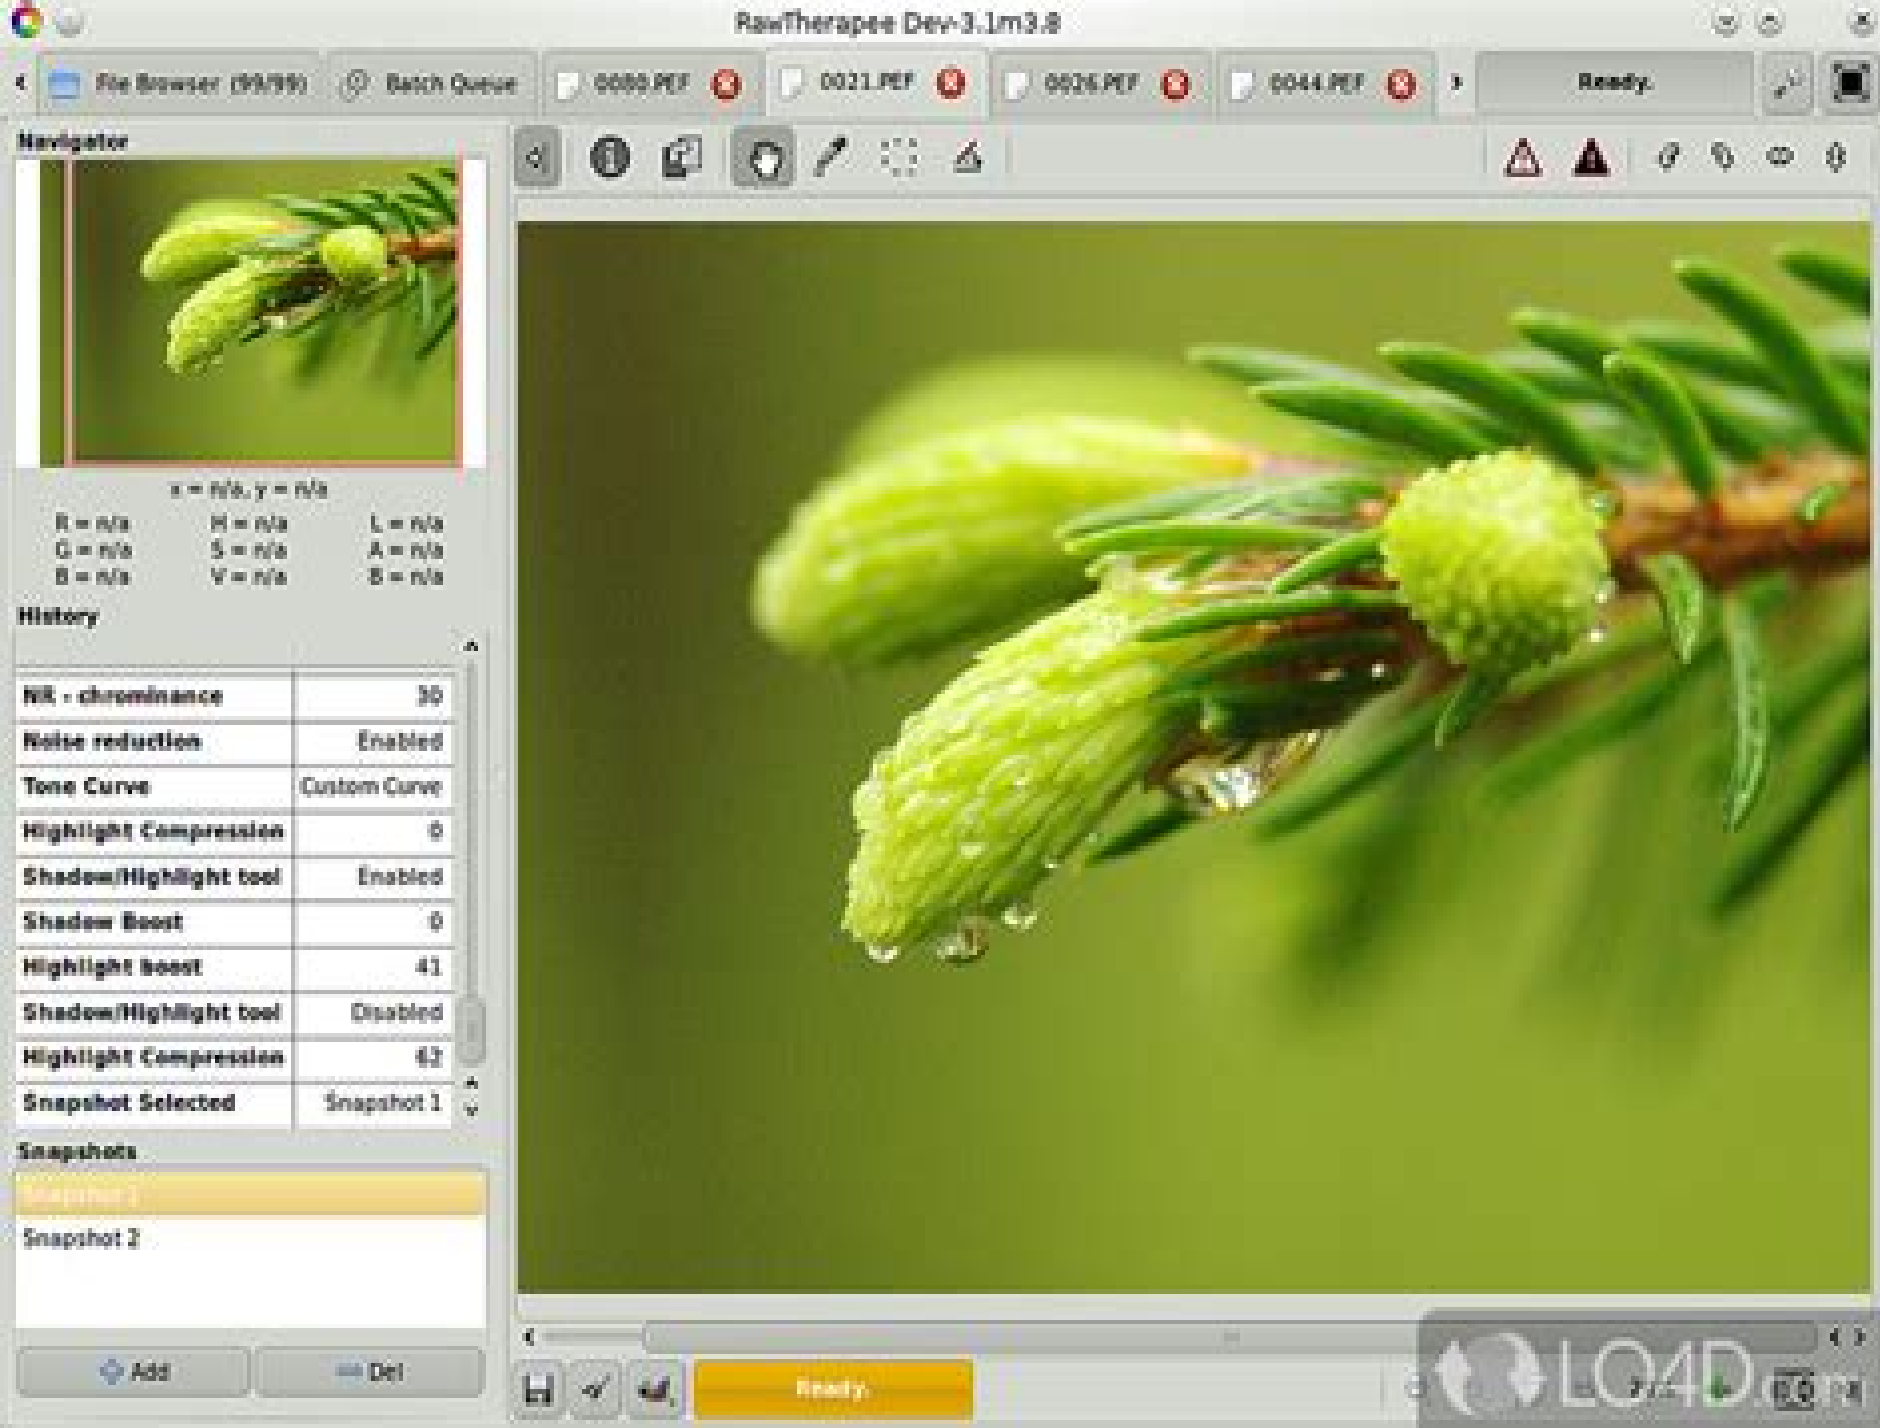 RawTherapee Dev-3.1m3.8
File Browser (99/99) Batch Queue 0080.PEF 0021.PEF 0026.PEF 0044.PEF Ready.
Navigator
x = n/a, y = n/a
R = n/a H = n/a L = n/a
G = n/a S = n/a A = n/a
B = n/a V = n/a B = n/a
History
NR - chrominance 30
Noise reduction Enabled
Tone Curve Custom Curve
Highlight Compression 0
Shadow/Highlight tool Enabled
Shadow Boost 0
Highlight boost 41
Shadow/Highlight tool Disabled
Highlight Compression 62
Snapshot Selected Snapshot 1
Snapshots
Snapshot 1
Snapshot 2
Add Del
Ready.
LO4D.com